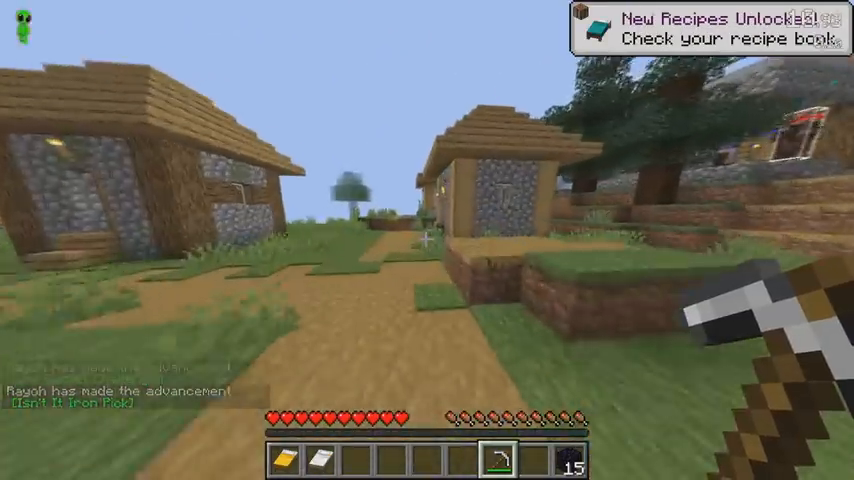 New Recipes Unlocked!
Check your recipe book
Rayoh has made the advancement
[Isn't It Iron Pick]
15